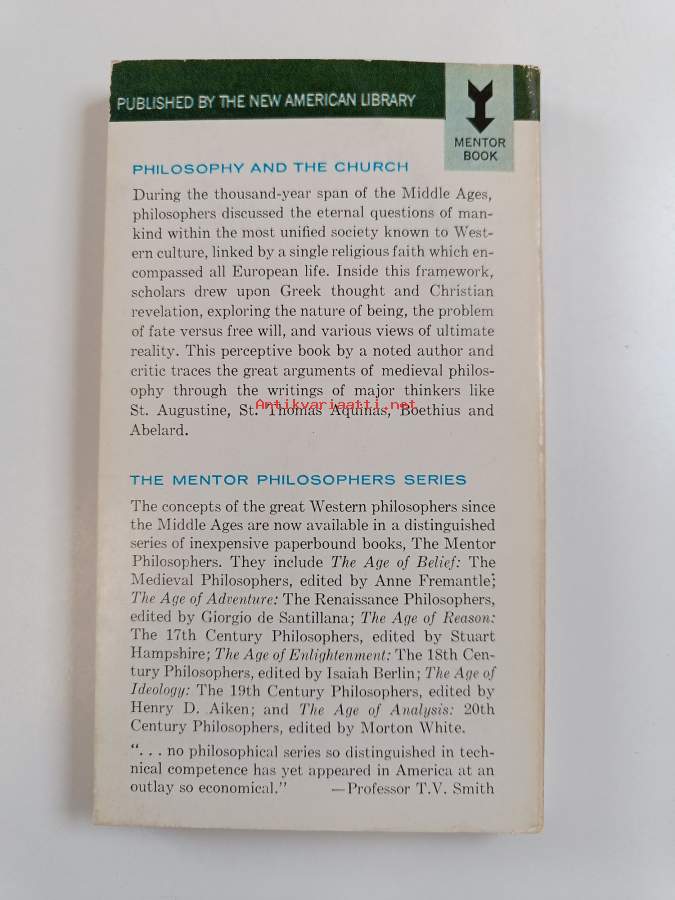 PUBLISHED BY THE NEW AMERICAN LIBRARY
MENTOR
BOOK
PHILOSOPHY AND THE CHURCH
During the thousand-year span of the Middle Ages,
philosophers discussed the eternal questions of man-
kind within the most unified society known to West-
ern culture, linked by a single religious faith which en-
compassed all European life. Inside this framework,
scholars drew upon Greek thought and Christian
revelation, exploring the nature of being, the problem
of fate versus free will, and various views of ultimate
reality. This perceptive book by a noted author and
critic traces the great arguments of medieval philos-
ophy through the writings of major thinkers like
St. Augustine, St. Thomas Aquinas, Boethius and
Antikvariaatti.net
Abelard.
THE MENTOR PHILOSOPHERS SERIES
The concepts of the great Western philosophers since
the Middle Ages are now available in a distinguished
series of inexpensive paperbound books, The Mentor
Philosophers. They include The Age of Belief: The
Medieval Philosophers, edited by Anne Fremantle;
The Age of Adventure: The Renaissance Philosophers,
edited by Giorgio de Santillana; The Age of Reason:
The 17th Century Philosophers, edited by Stuart
Hampshire; The Age of Enlightenment: The 18th Cen-
tury Philosophers, edited by Isaiah Berlin; The Age of
Ideology: The 19th Century Philosophers, edited by
Henry D. Aiken; and The Age of Analysis: 20th
Century Philosophers, edited by Morton White.
“. . . no philosophical series so distinguished in tech-
nical competence has yet appeared in America at an
outlay so economical.” —Professor T.V. Smith